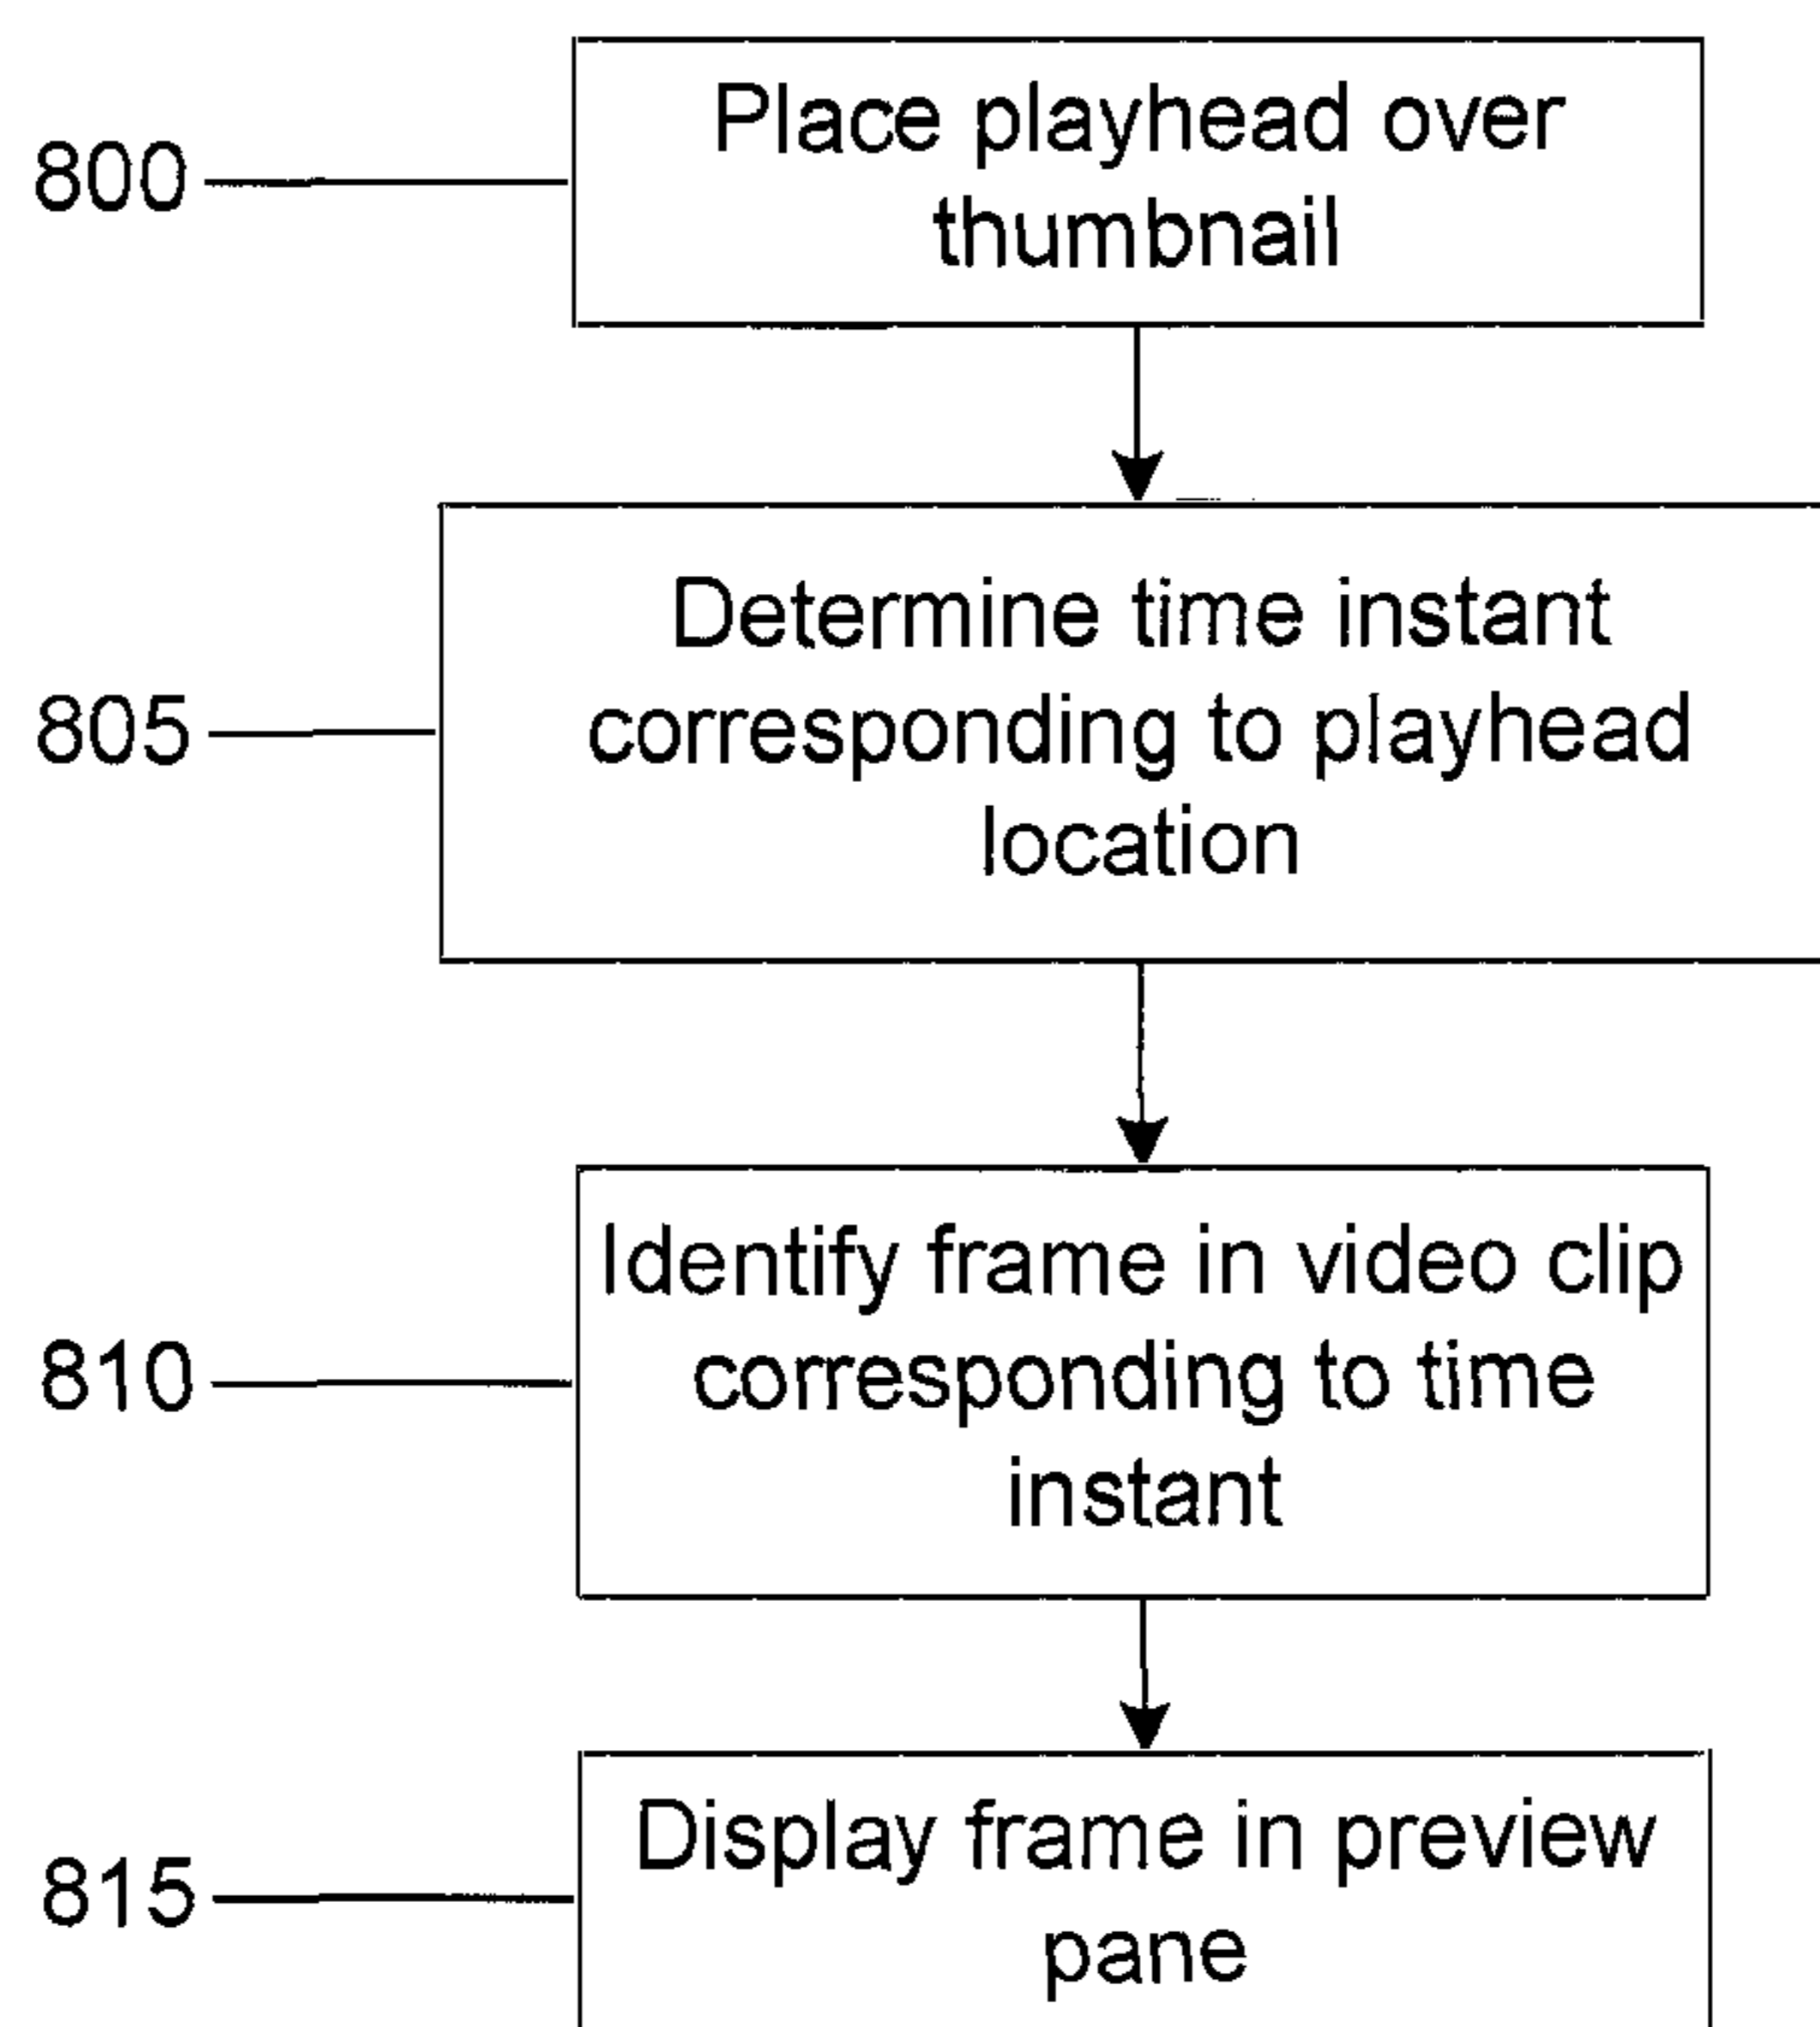 800
Place playhead over
thumbnail
805
Determine time instant
corresponding to playhead
location
810
Identify frame in video clip
corresponding to time
instant
815
Display frame in preview
pane